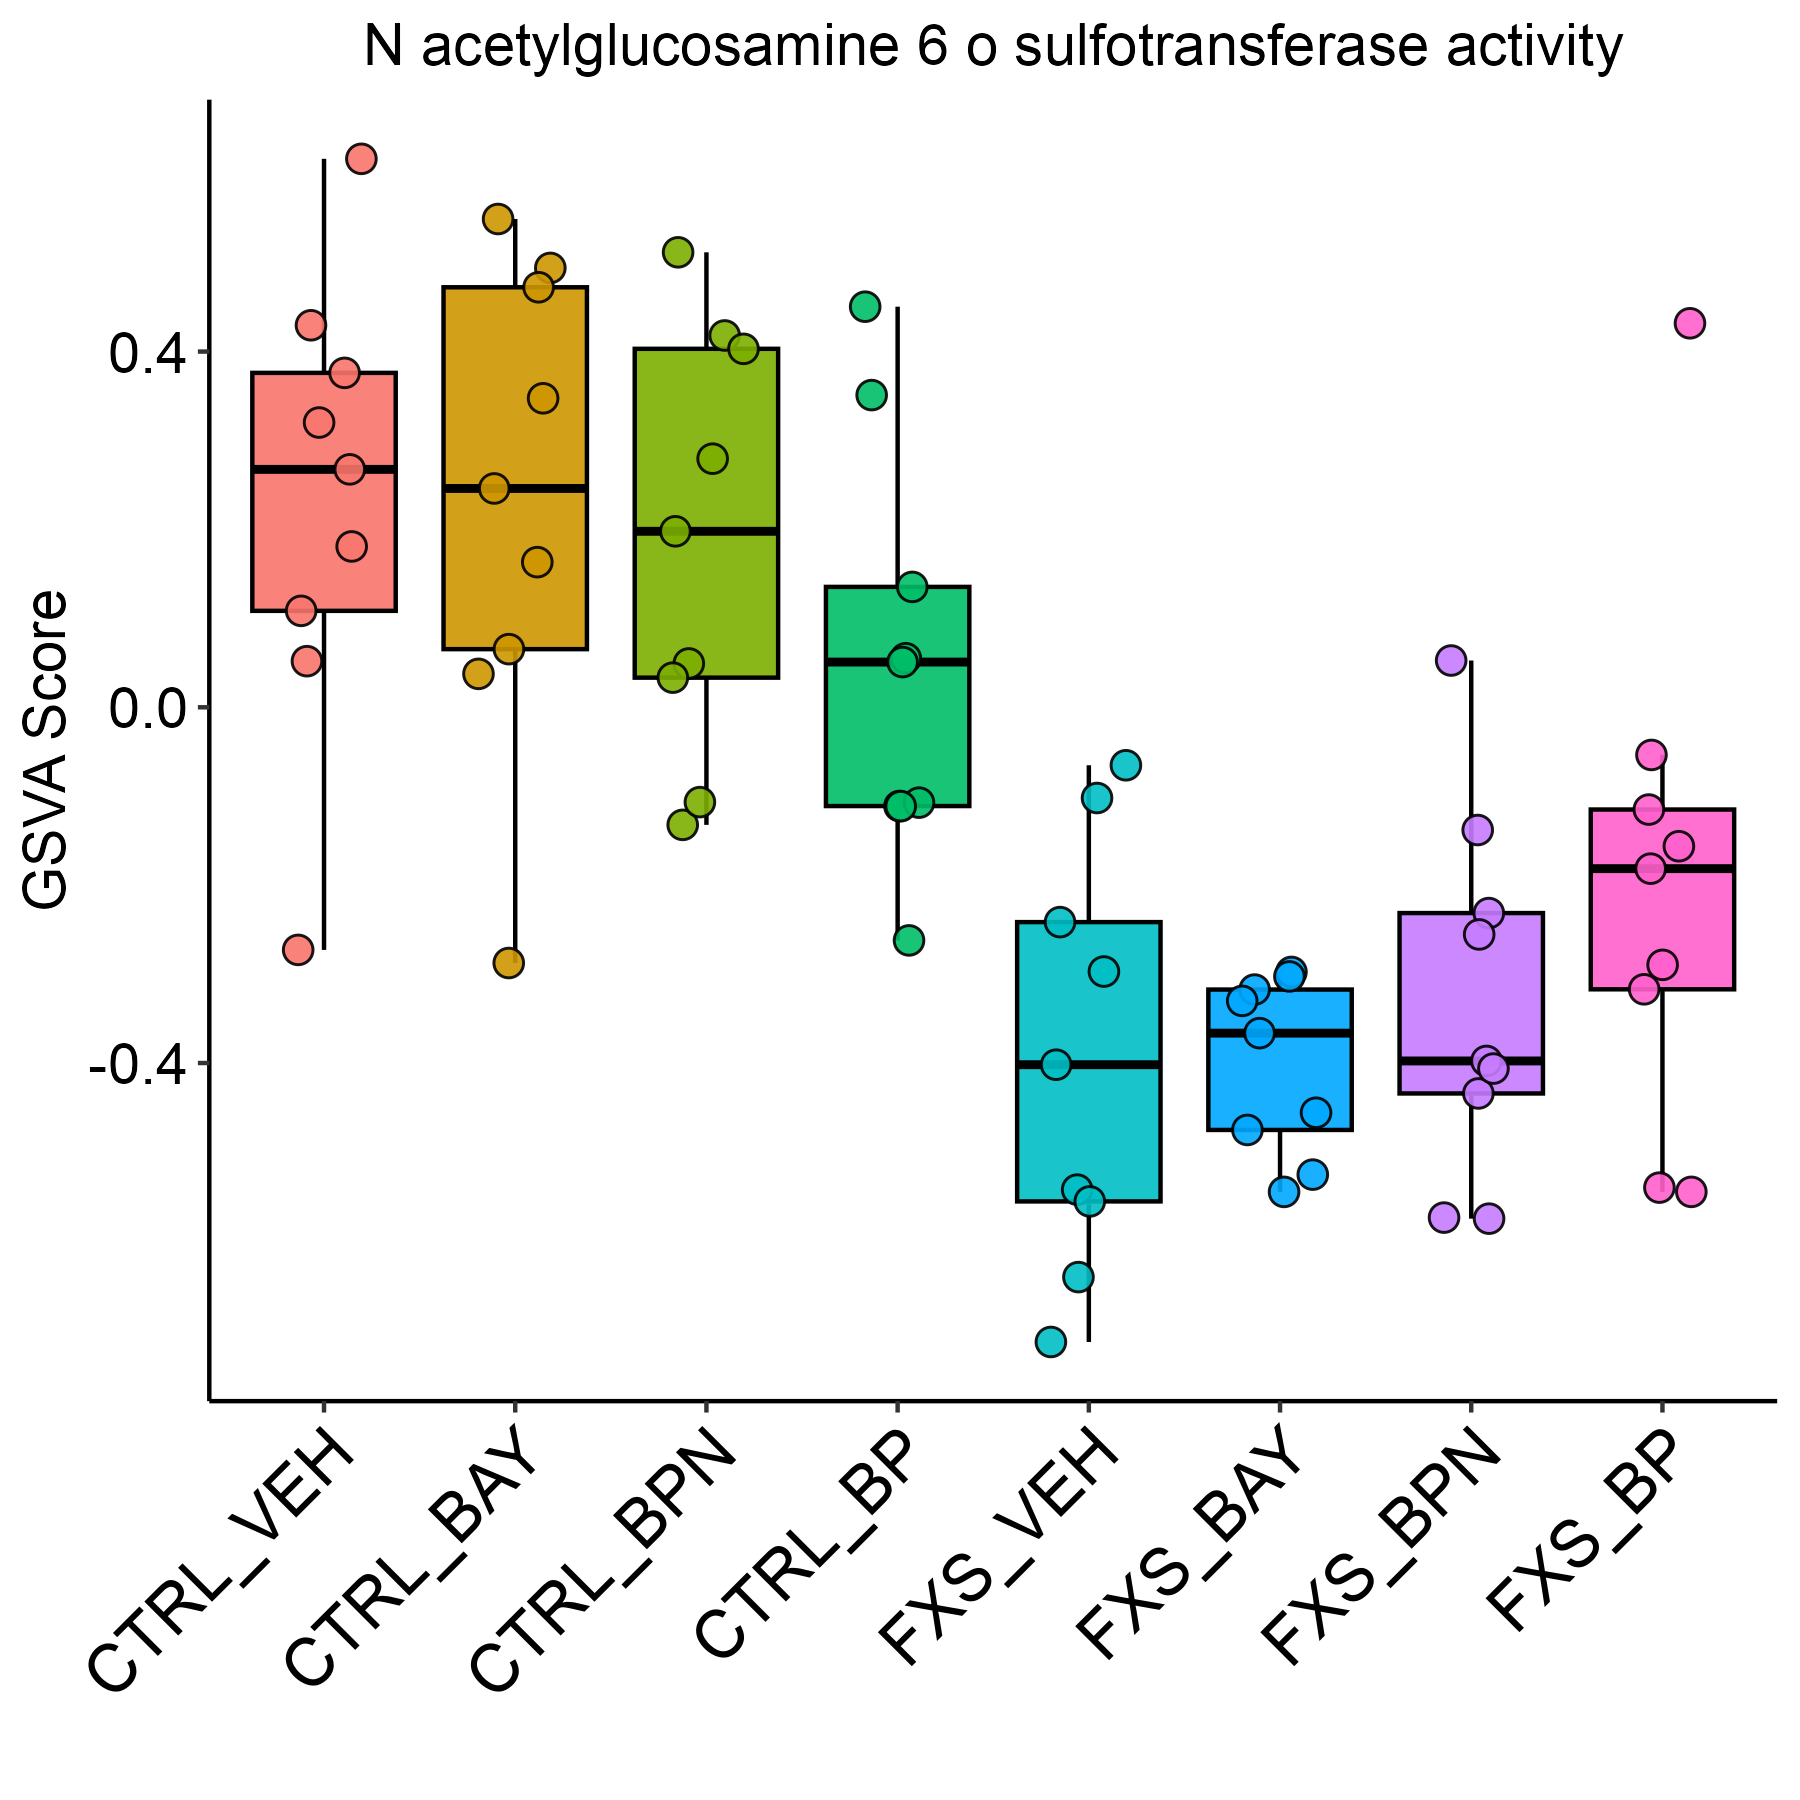 N acetylglucosamine 6 o sulfotransferase activity
GSVA Score
0.4
0.0
-0.4
CTRL_VEH
CTRL_BAY
CTRL_BPN
CTRL_BP
FXS_VEH
FXS_BAY
FXS_BPN
FXS_BP